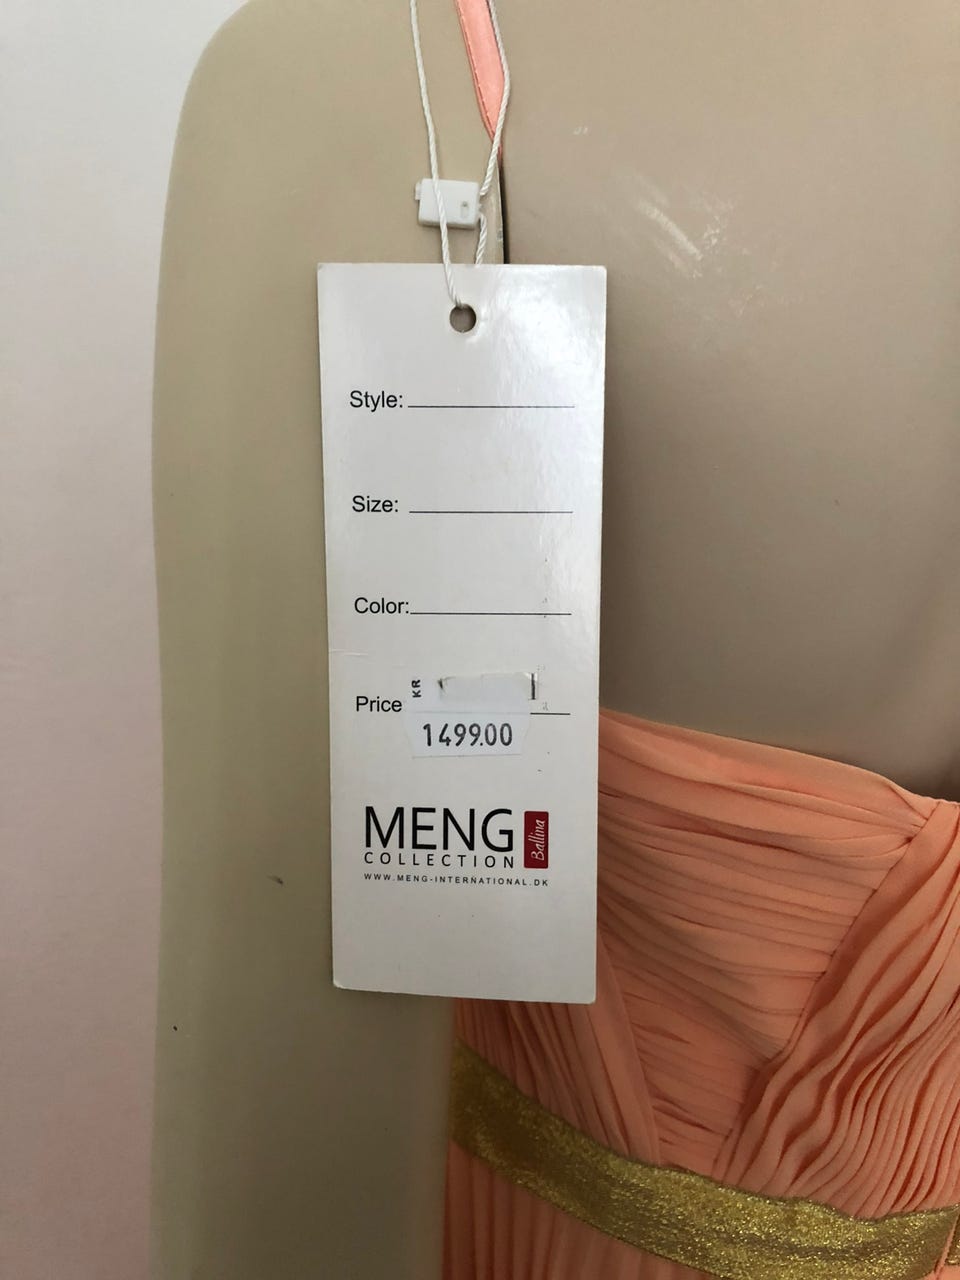 Style:
Size:
Color:
Price
KR
1499.00
MENG
COLLECTION
Ballina
WWW.MENG-INTERNATIONAL.DK